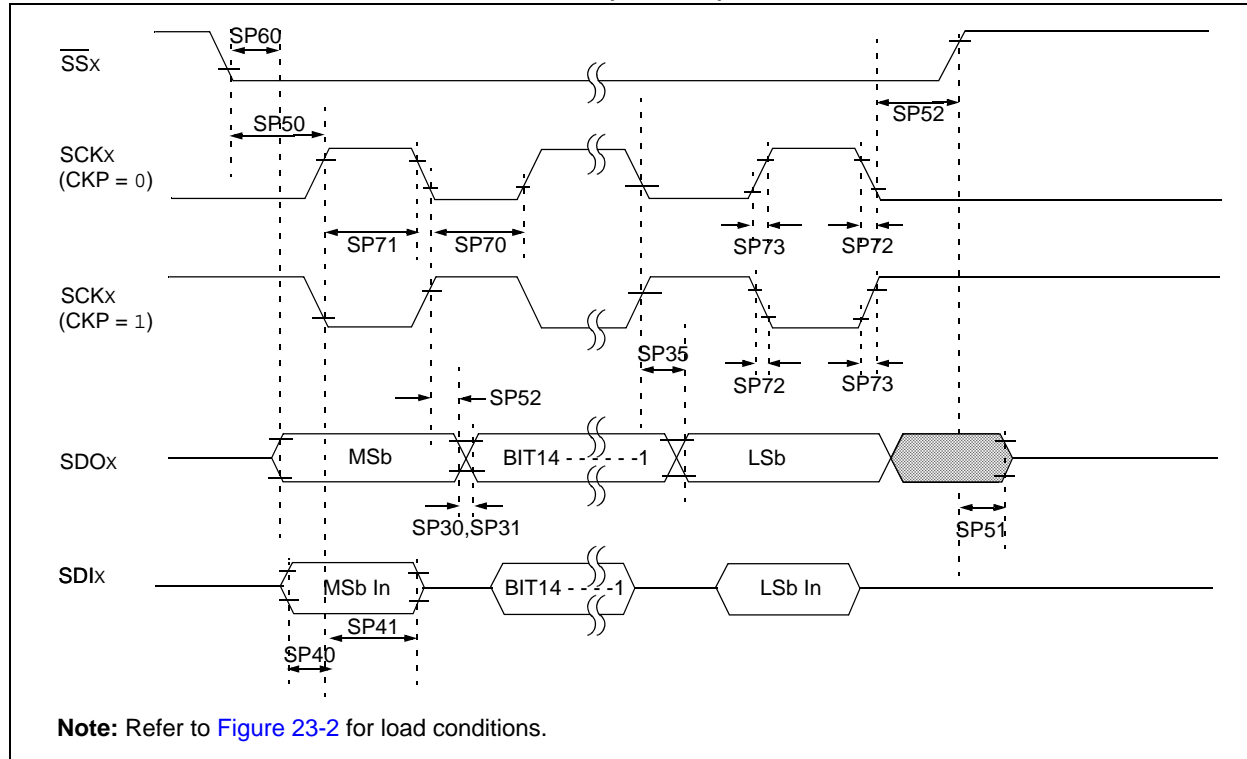 SP60
SSX
SP50
SP52
SCKX
(CKP = 0)
SP71
SP70
SP73
SP72
SCKX
(CKP = 1)
SP35
SP72
SP73
SP52
SDOX
MSb
BIT14 - - - - - -1
LSb
SP30,SP31
SP51
SDIX
MSb In
BIT14 - - - -1
LSb In
SP41
SP40
Note: Refer to Figure 23-2 for load conditions.